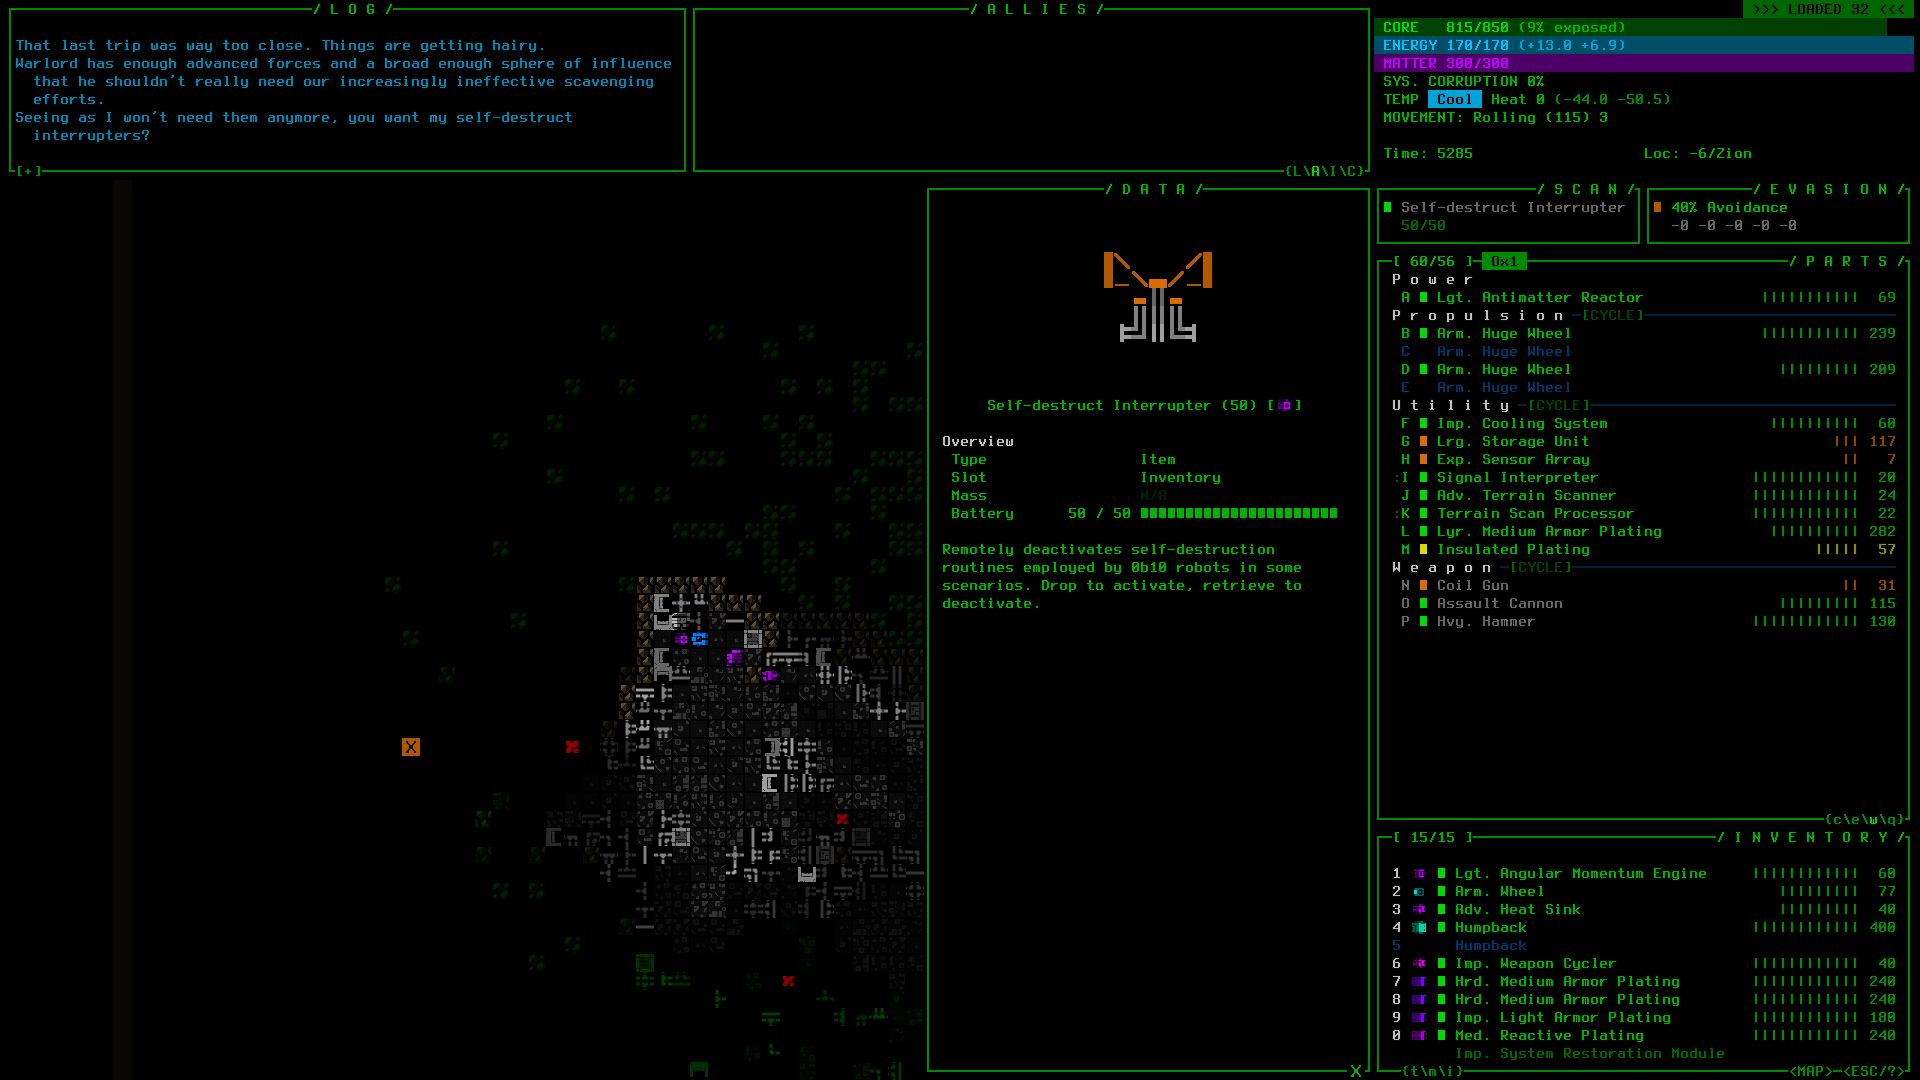 / L O G /
That last trip was way too close. Things are getting hairy.
Warlord has enough advanced forces and a broad enough sphere of influence
that he shouldn't really need our increasingly ineffective scavenging
efforts.
Seeing as I won't need them anymore, you want my self-destruct
interrupters?
[+]
/ A L L I E S /
{L\A\I\C}
>>> LOADED 32 <<<
CORE 815/850 (9% exposed)
ENERGY 170/170 (+13.0 +6.9)
MATTER 300/300
SYS. CORRUPTION 0%
TEMP Cool Heat 0 (-44.0 -50.5)
MOVEMENT: Rolling (115) 3
Time: 5285 Loc: -6/Zion
/ S C A N /
Self-destruct Interrupter
50/50
/ E V A S I O N /
40% Avoidance
-0 -0 -0 -0 -0
/ D A T A /
Self-destruct Interrupter (50) [ ]
Overview
Type Item
Slot Inventory
Mass N/A
Battery 50 / 50
Remotely deactivates self-destruction
routines employed by 0b10 robots in some
scenarios. Drop to activate, retrieve to
deactivate.
X
X
[ 60/56 ] 0x1 / P A R T S /
P o w e r
A Lgt. Antimatter Reactor 69
P r o p u l s i o n [CYCLE]
B Arm. Huge Wheel 239
C Arm. Huge Wheel
D Arm. Huge Wheel 209
E Arm. Huge Wheel
U t i l i t y [CYCLE]
F Imp. Cooling System 60
G Lrg. Storage Unit 117
H Exp. Sensor Array 7
:I Signal Interpreter 20
J Adv. Terrain Scanner 24
:K Terrain Scan Processor 22
L Lyr. Medium Armor Plating 282
M Insulated Plating 57
W e a p o n [CYCLE]
N Coil Gun 31
O Assault Cannon 115
P Hvy. Hammer 130
{c\e\w\q}
[ 15/15 ] / I N V E N T O R Y /
1 Lgt. Angular Momentum Engine 60
2 Arm. Wheel 77
3 Adv. Heat Sink 40
4 Humpback 400
5 Humpback
6 Imp. Weapon Cycler 40
7 Hrd. Medium Armor Plating 240
8 Hrd. Medium Armor Plating 240
9 Imp. Light Armor Plating 180
0 Med. Reactive Plating 240
Imp. System Restoration Module
{t\m\i} <MAP> <ESC/?>